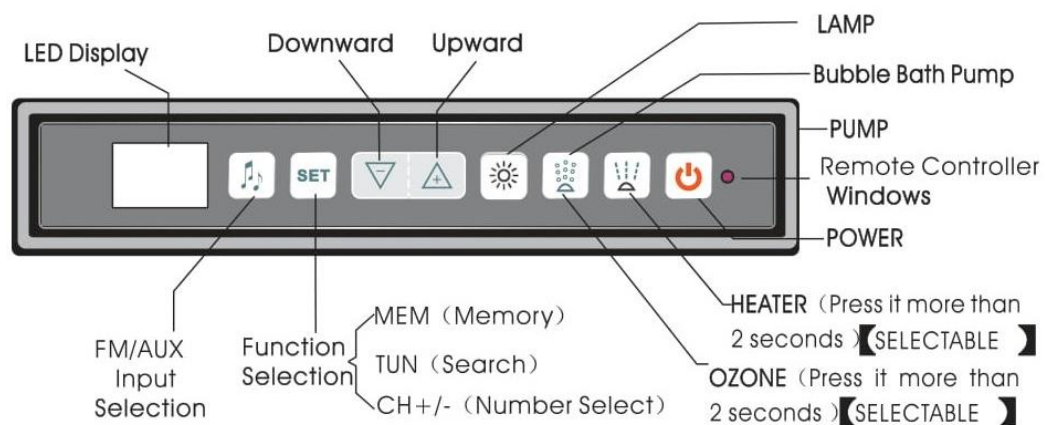 LAMP
Downward Upward
LED Display
Bubble Bath Pump
PUMP
SET
- +
Remote Controller
Windows
POWER
HEATER (Press it more than
2 seconds )【SELECTABLE 】
OZONE (Press it more than
2 seconds )【SELECTABLE 】
FM/AUX
Input
Selection
Function
Selection
MEM (Memory)
TUN (Search)
CH+/- (Number Select)